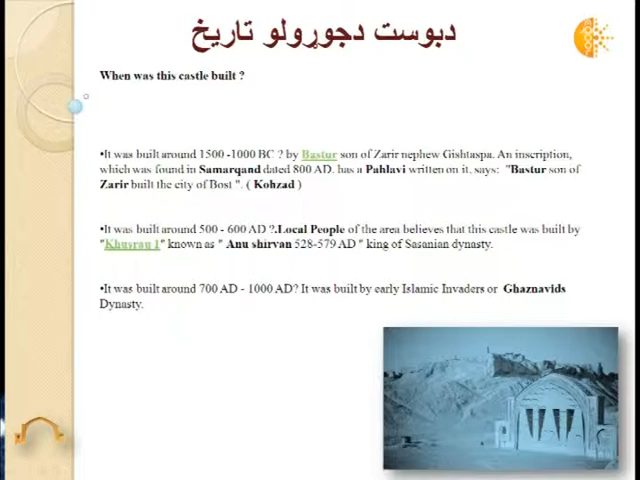 دبوست دجوړولو تاريخ
When was this castle built ?
•It was built around 1500 -1000 BC ? by Bastur son of Zarir nephew Gishtaspa. An inscription,
which was found in Samarqand dated 800 AD. has a Pahlavi written on it. says: "Bastur son of
Zarir built the city of Bost ". ( Kohzad )
•It was built around 500 - 600 AD ?.Local People of the area believes that this castle was built by
"Khusrau 1" known as " Anu shirvan 528-579 AD " king of Sasanian dynasty.
•It was built around 700 AD - 1000 AD? It was built by early Islamic Invaders or Ghaznavids
Dynasty.